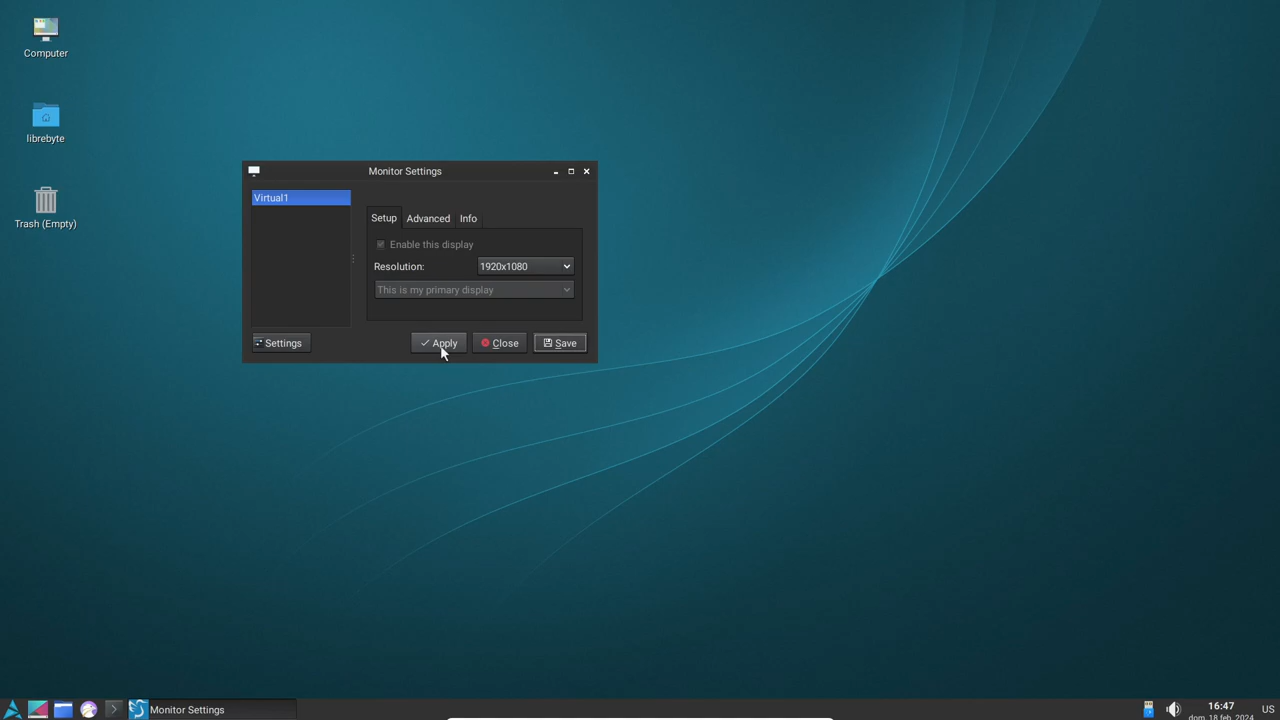 Computer
librebyte
Trash (Empty)
Monitor Settings
Virtual1
Setup Advanced Info
Enable this display
Resolution: 1920x1080
This is my primary display
Settings Apply Close Save
Monitor Settings
16:47
US
dom. 18 feb. 2024